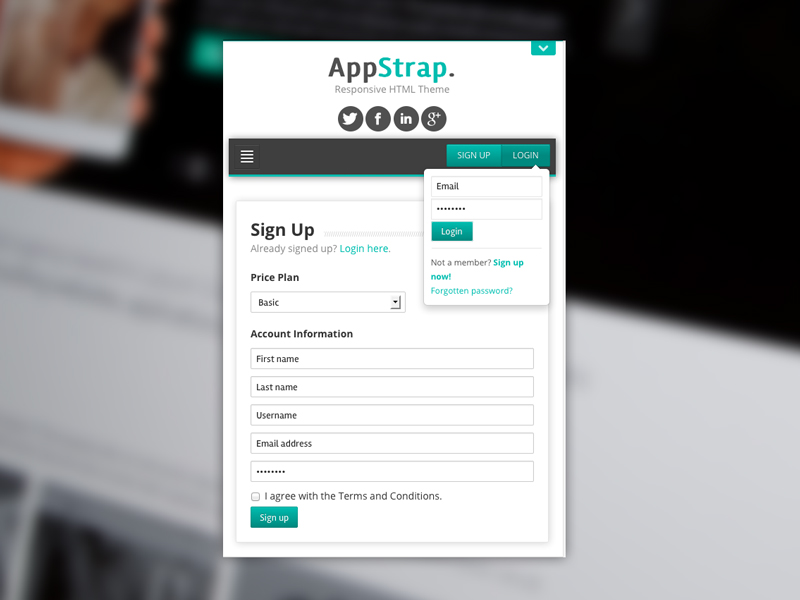 AppStrap.
Responsive HTML Theme
SIGN UP
LOGIN
Email
••••••••
Login
Not a member? Sign up
now!
Forgotten password?
Sign Up
Already signed up? Login here.
Price Plan
Basic
Account Information
First name
Last name
Username
Email address
••••••••
I agree with the Terms and Conditions.
Sign up